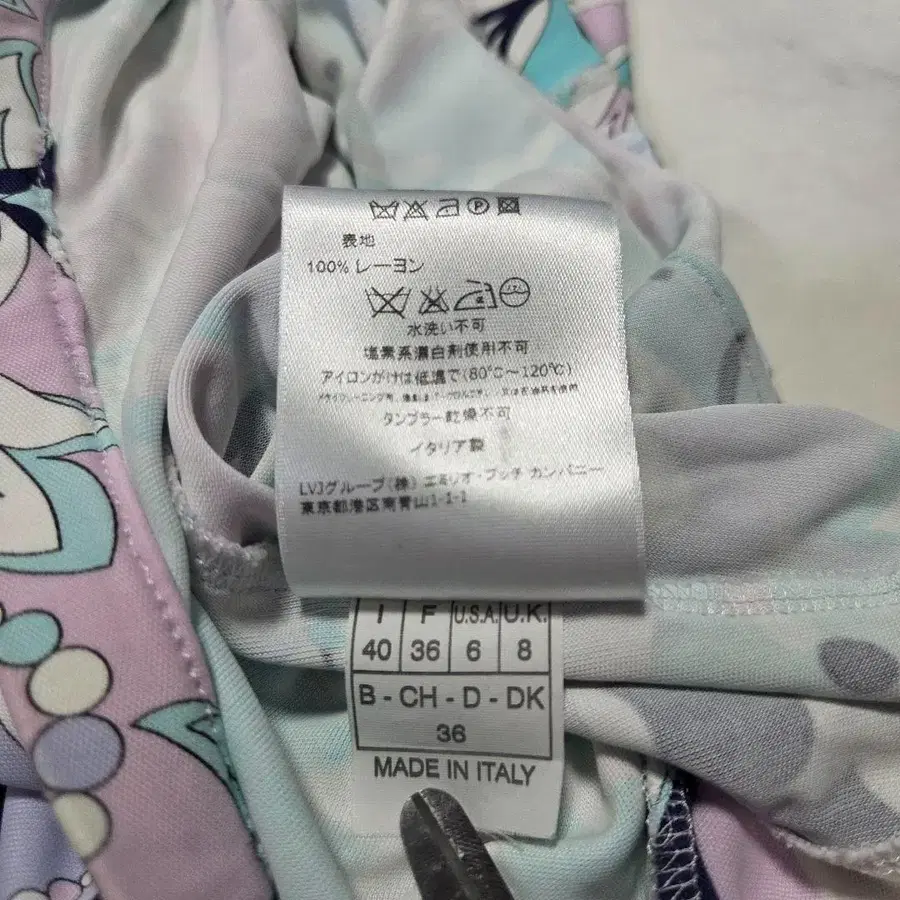 表地
100% レーヨン
水洗い不可
塩素系漂白剤使用不可
アイロンがけは低温で(80℃〜120℃)
タンブラー乾燥不可
イタリア製
LVJグループ(株) エミリオ・プッチ カンパニー
東京都港区南青山1-1-1
I F U.S.A. U.K.
40 36 6 8
B - CH - D - DK
36
MADE IN ITALY